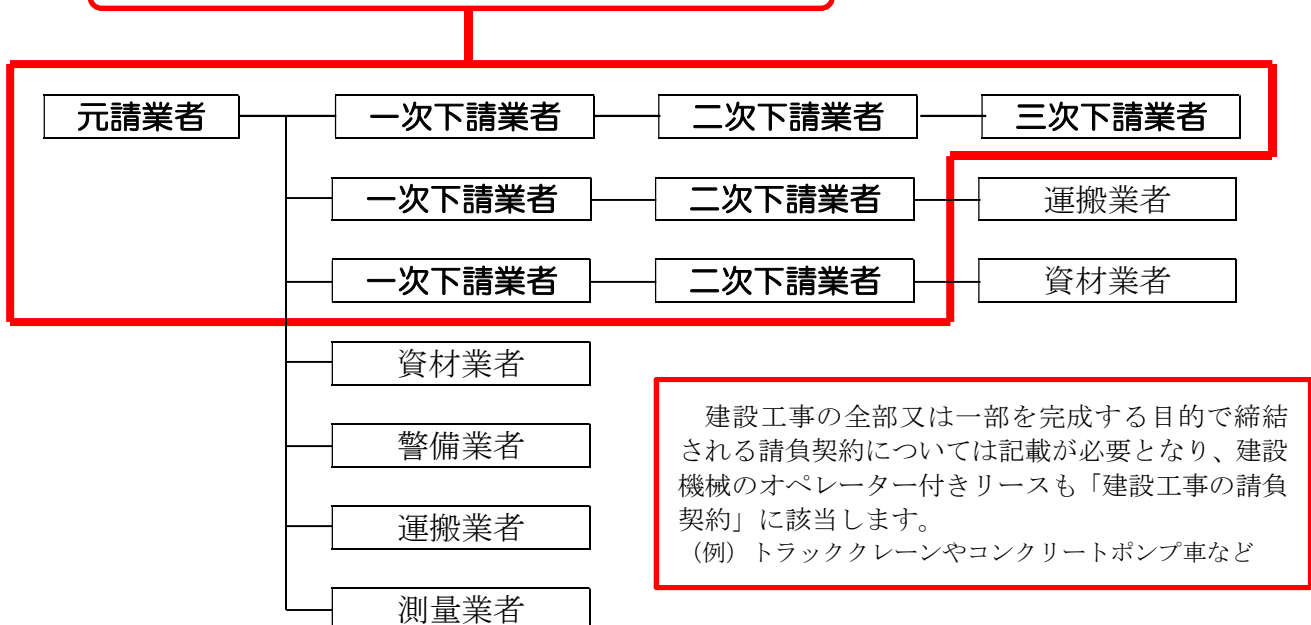 元請業者
一次下請業者
二次下請業者
三次下請業者
一次下請業者
二次下請業者
運搬業者
一次下請業者
二次下請業者
資材業者
資材業者
警備業者
運搬業者
測量業者
建設工事の全部又は一部を完成する目的で締結
される請負契約については記載が必要となり、建設
機械のオペレーター付きリースも「建設工事の請負
契約」に該当します。
（例）トラッククレーンやコンクリートポンプ車など